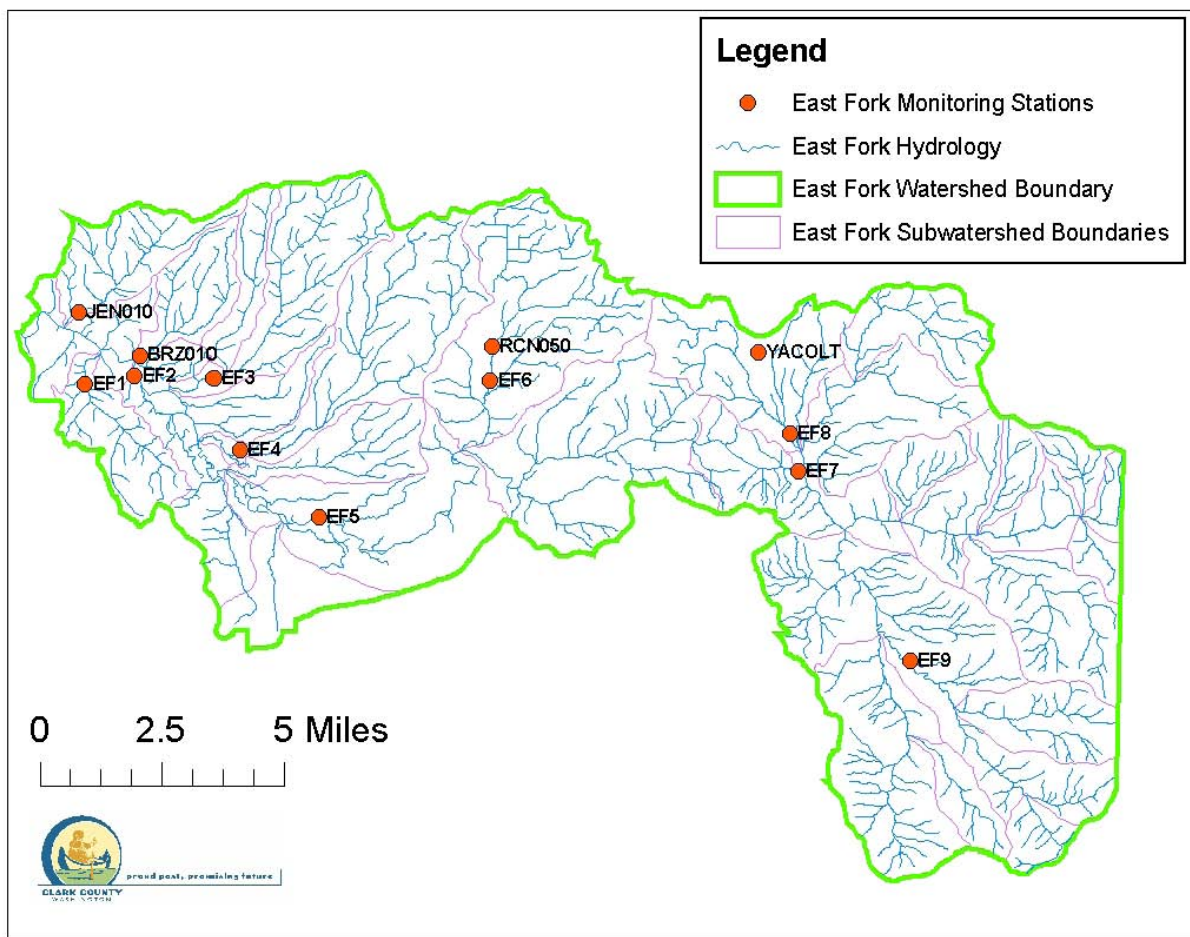 Legend
East Fork Monitoring Stations
East Fork Hydrology
East Fork Watershed Boundary
East Fork Subwatershed Boundaries
JEN010
BRZ010
EF1
EF2
EF3
RCN050
EF6
YACOLT
EF4
EF8
EF7
EF5
EF9
0 2.5 5 Miles
proud past, promising future
CLARK COUNTY
WASHINGTON